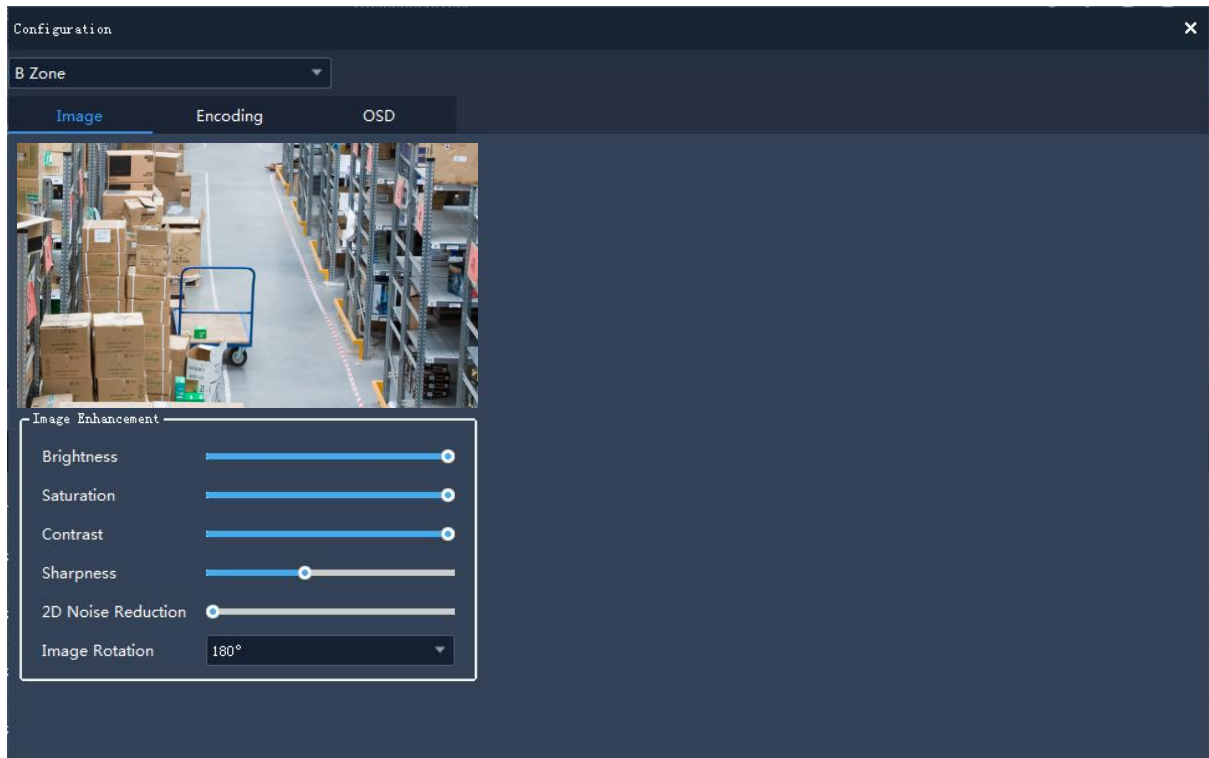 Configuration
B Zone
Image Encoding OSD
Image Enhancement
Brightness
Saturation
Contrast
Sharpness
2D Noise Reduction
Image Rotation 180°